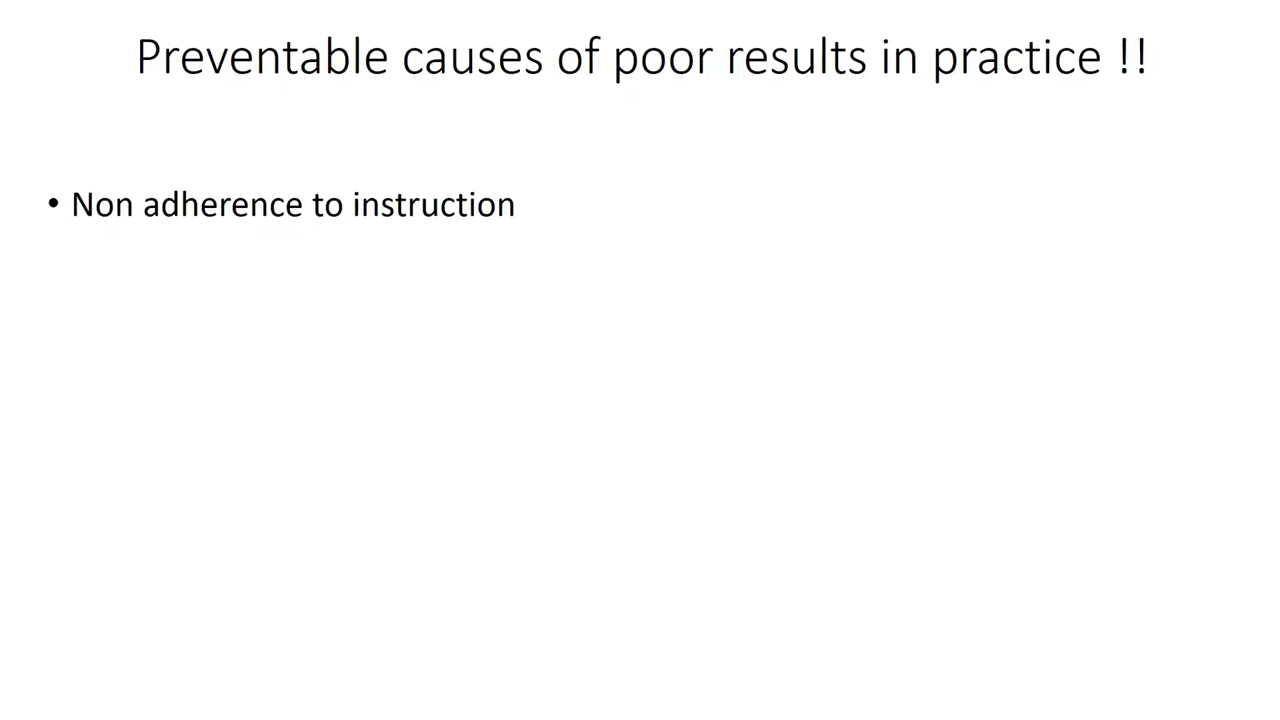 Preventable causes of poor results in practice !!
• Non adherence to instruction